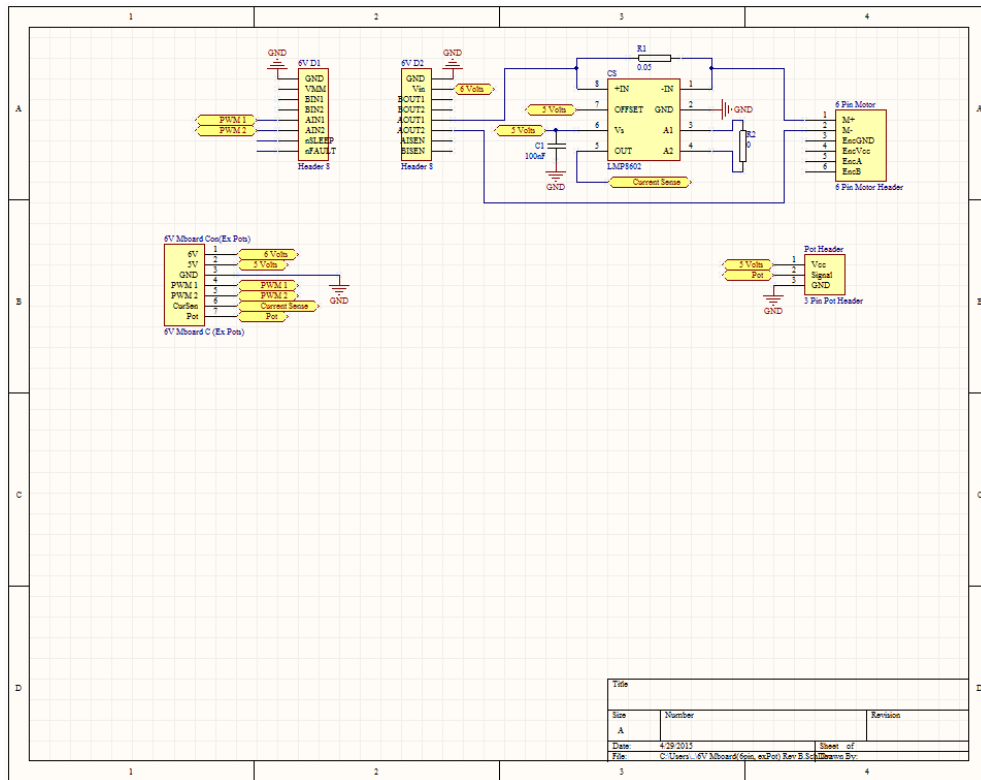 1 2 3 4
A
A
B
B
C
C
D
D
GND
6V D1
GND
VMM
BIN1
BIN2
AIN1
AIN2
nSLEEP
nFAULT
Header 8
PWM 1
PWM 2
GND
6V D2
GND
Vin
BOUT1
BOUT2
AOUT1
AOUT2
AISEN
BISEN
Header 8
6 Volts
R1
0.05
CS
8 +IN -IN 1
7 OFFSET GND 2
6 Vs A1 3
5 OUT A2 4
LMP8602
5 Volts
5 Volts
C1
100nF
GND
GND
R2
0
Current Sense
6 Pin Motor
1 M+
2 M-
3 EncGND
4 EncVcc
5 EncA
6 EncB
6 Pin Motor Header
6V Mboard Con(Ex Pots)
6V 1 6 Volts
5V 2 5 Volts
GND 3
PWM 1 4 PWM 1
PWM 2 5 PWM 2
CurSen 6 Current Sense
Pot 7 Pot
6V Mboard C (Ex Pots)
GND
Pot Header
5 Volts 1 Vcc
Pot 2 Signal
3 GND
3 Pin Pot Header
GND
Title
Size Number Revision
A
Date: 4/29/2015 Sheet of
File: C:\Users\..\6V Mboard(6pin, exPot) Rev B.Sch Drawn By:
1 2 3 4